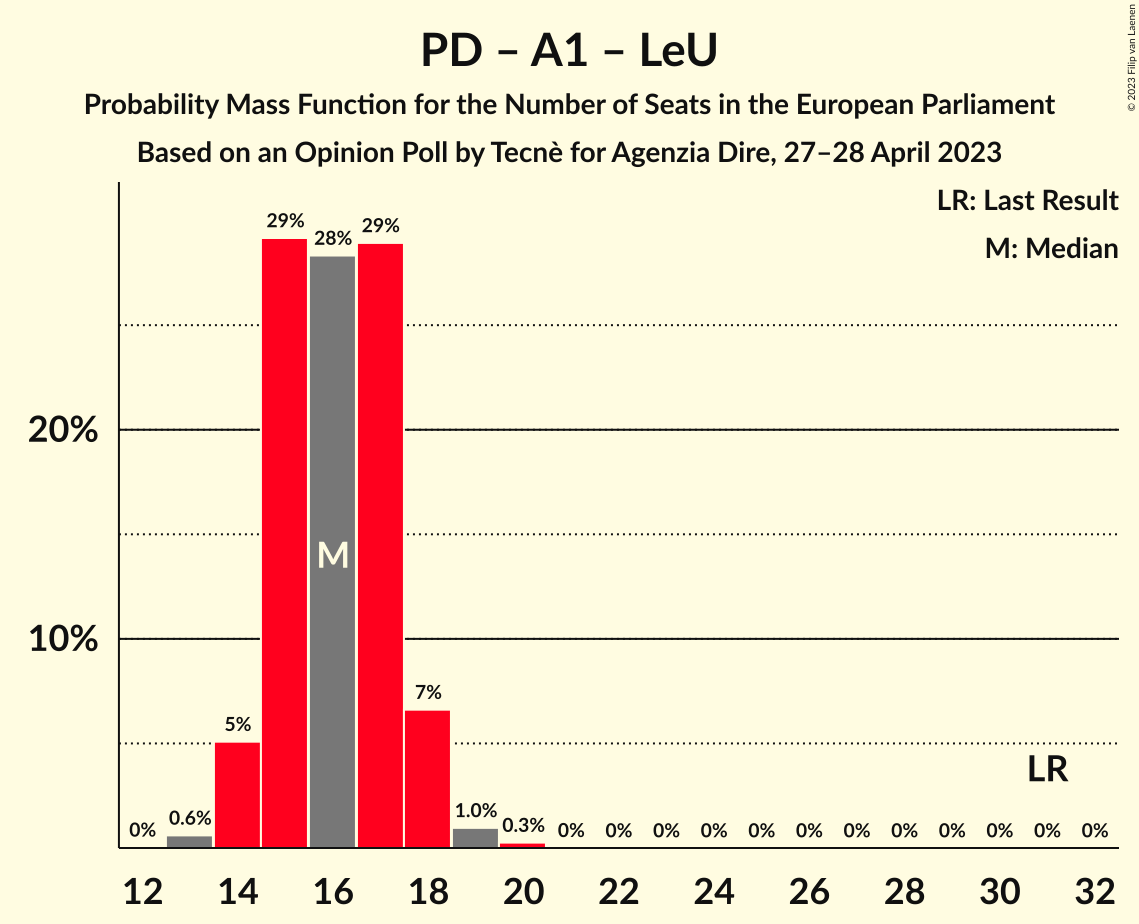 PD – A1 – LeU
Probability Mass Function for the Number of Seats in the European Parliament
Based on an Opinion Poll by Tecnè for Agenzia Dire, 27–28 April 2023
© 2023 Filip van Laenen
LR: Last Result
M: Median
29%
28%
29%
20%
M
10%
7%
5%
LR
0%
0.6%
1.0%
0.3%
0%
0%
0%
0%
0%
0%
0%
0%
0%
0%
0%
0%
12 14 16 18 20 22 24 26 28 30 32